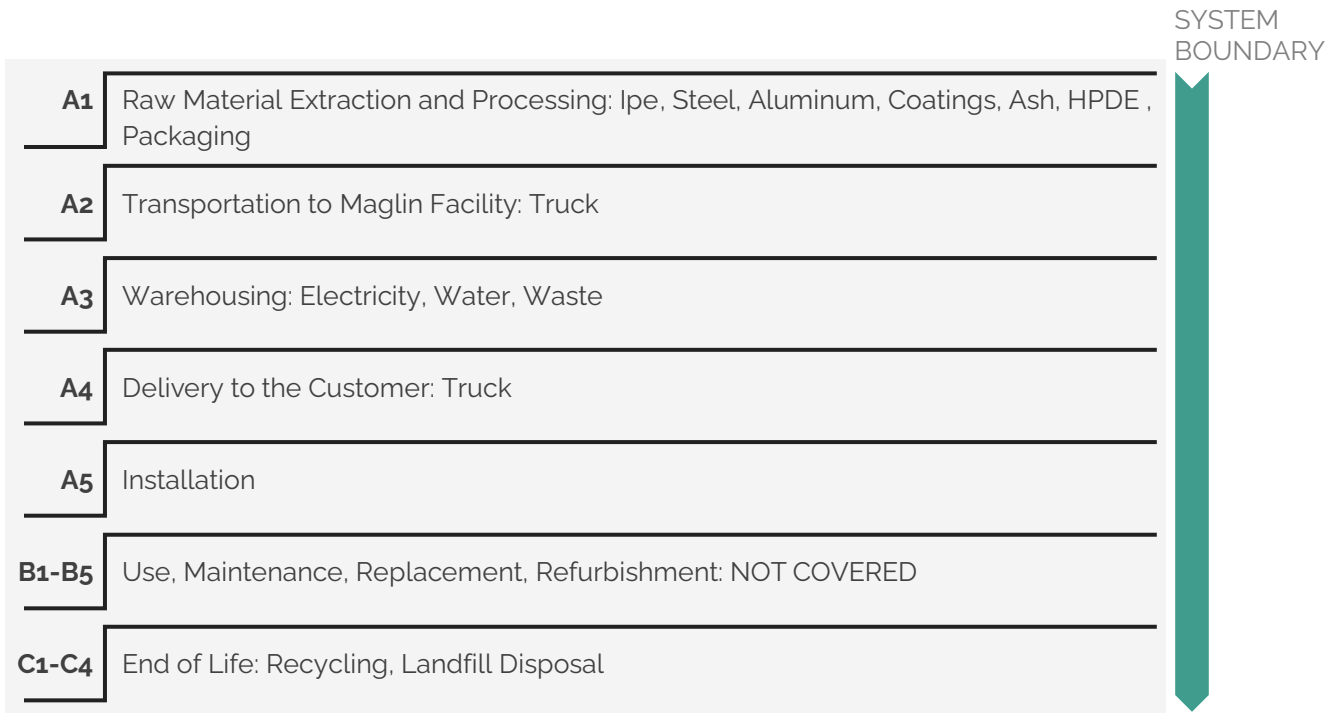 SYSTEM
BOUNDARY
A1 Raw Material Extraction and Processing: Ipe, Steel, Aluminum, Coatings, Ash, HPDE ,
Packaging
A2 Transportation to Maglin Facility: Truck
A3 Warehousing: Electricity, Water, Waste
A4 Delivery to the Customer: Truck
A5 Installation
B1-B5 Use, Maintenance, Replacement, Refurbishment: NOT COVERED
C1-C4 End of Life: Recycling, Landfill Disposal